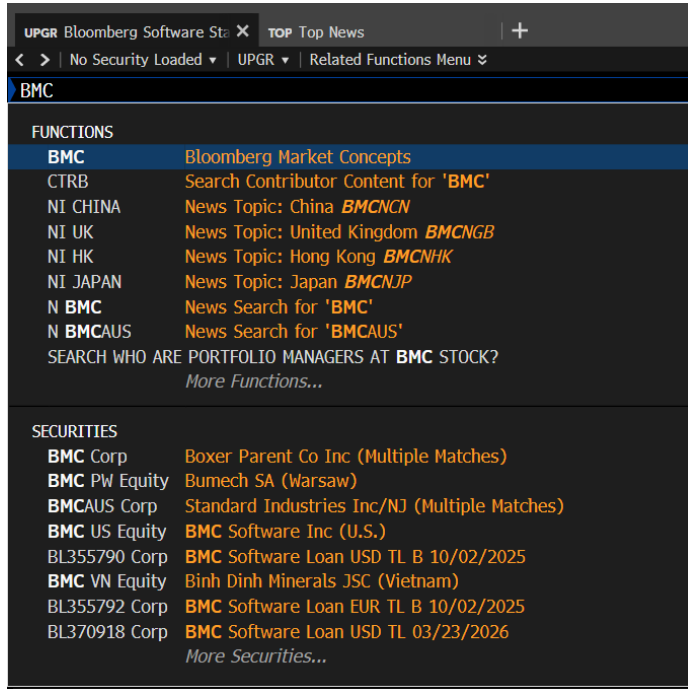 UPGR Bloomberg Software Sta X TOP Top News +
< > No Security Loaded ▾ UPGR ▾ Related Functions Menu
BMC
FUNCTIONS
BMC Bloomberg Market Concepts
CTRB Search Contributor Content for 'BMC'
NI CHINA News Topic: China BMCNCN
NI UK News Topic: United Kingdom BMCNGB
NI HK News Topic: Hong Kong BMCNHK
NI JAPAN News Topic: Japan BMCNJP
N BMC News Search for 'BMC'
N BMCAUS News Search for 'BMCAUS'
SEARCH WHO ARE PORTFOLIO MANAGERS AT BMC STOCK?
More Functions...
SECURITIES
BMC Corp Boxer Parent Co Inc (Multiple Matches)
BMC PW Equity Bumech SA (Warsaw)
BMCAUS Corp Standard Industries Inc/NJ (Multiple Matches)
BMC US Equity BMC Software Inc (U.S.)
BL355790 Corp BMC Software Loan USD TL B 10/02/2025
BMC VN Equity Binh Dinh Minerals JSC (Vietnam)
BL355792 Corp BMC Software Loan EUR TL B 10/02/2025
BL370918 Corp BMC Software Loan USD TL 03/23/2026
More Securities...